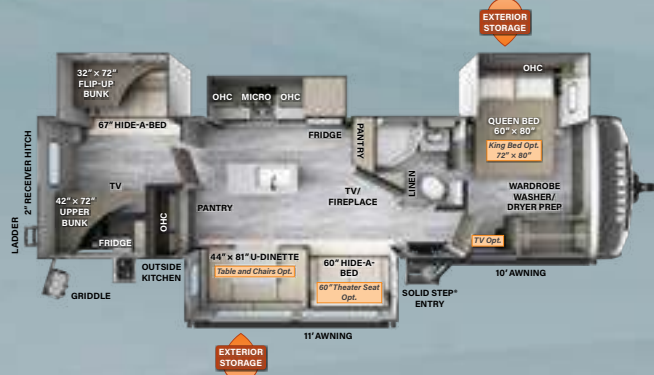 EXTERIOR
STORAGE
32" × 72"
FLIP-UP
BUNK
67" HIDE-A-BED
OHC MICRO OHC
FRIDGE
PANTRY
OHC
QUEEN BED
60" × 80"
King Bed Opt.
72" × 80"
2" RECEIVER HITCH
LADDER
TV
42" × 72"
UPPER
BUNK
FRIDGE
OHC
PANTRY
TV/
FIREPLACE
LINEN
WARDROBE
WASHER/
DRYER PREP
TV Opt.
44" × 81" U-DINETTE
Table and Chairs Opt.
60" HIDE-A-
BED
60" Theater Seat
Opt.
OUTSIDE
KITCHEN
GRIDDLE
SOLID STEP®
ENTRY
10' AWNING
11' AWNING
EXTERIOR
STORAGE